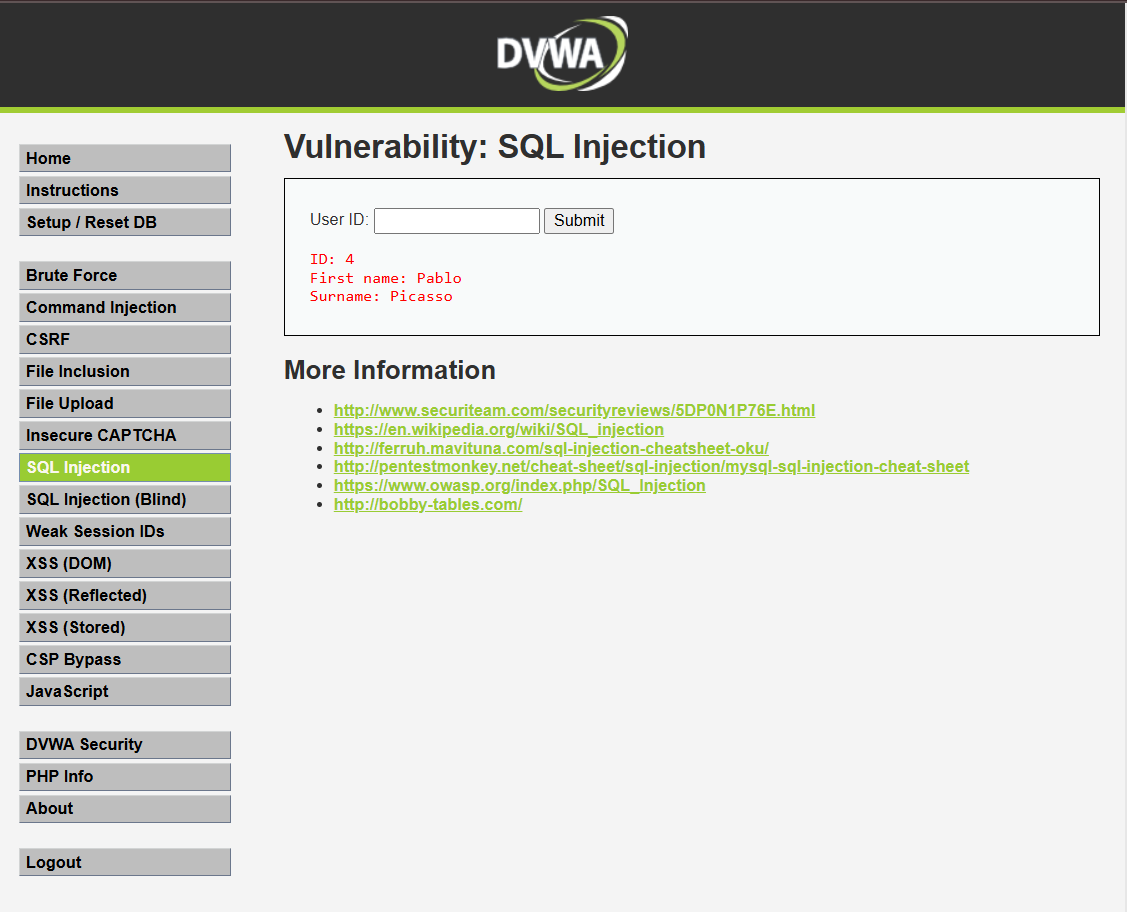 DVWA
Home
Instructions
Setup / Reset DB
Brute Force
Command Injection
CSRF
File Inclusion
File Upload
Insecure CAPTCHA
SQL Injection
SQL Injection (Blind)
Weak Session IDs
XSS (DOM)
XSS (Reflected)
XSS (Stored)
CSP Bypass
JavaScript
DVWA Security
PHP Info
About
Logout
Vulnerability: SQL Injection
User ID: Submit
ID: 4
First name: Pablo
Surname: Picasso
More Information
http://www.securiteam.com/securityreviews/5DP0N1P76E.html
https://en.wikipedia.org/wiki/SQL_injection
http://ferruh.mavituna.com/sql-injection-cheatsheet-oku/
http://pentestmonkey.net/cheat-sheet/sql-injection/mysql-sql-injection-cheat-sheet
https://www.owasp.org/index.php/SQL_Injection
http://bobby-tables.com/